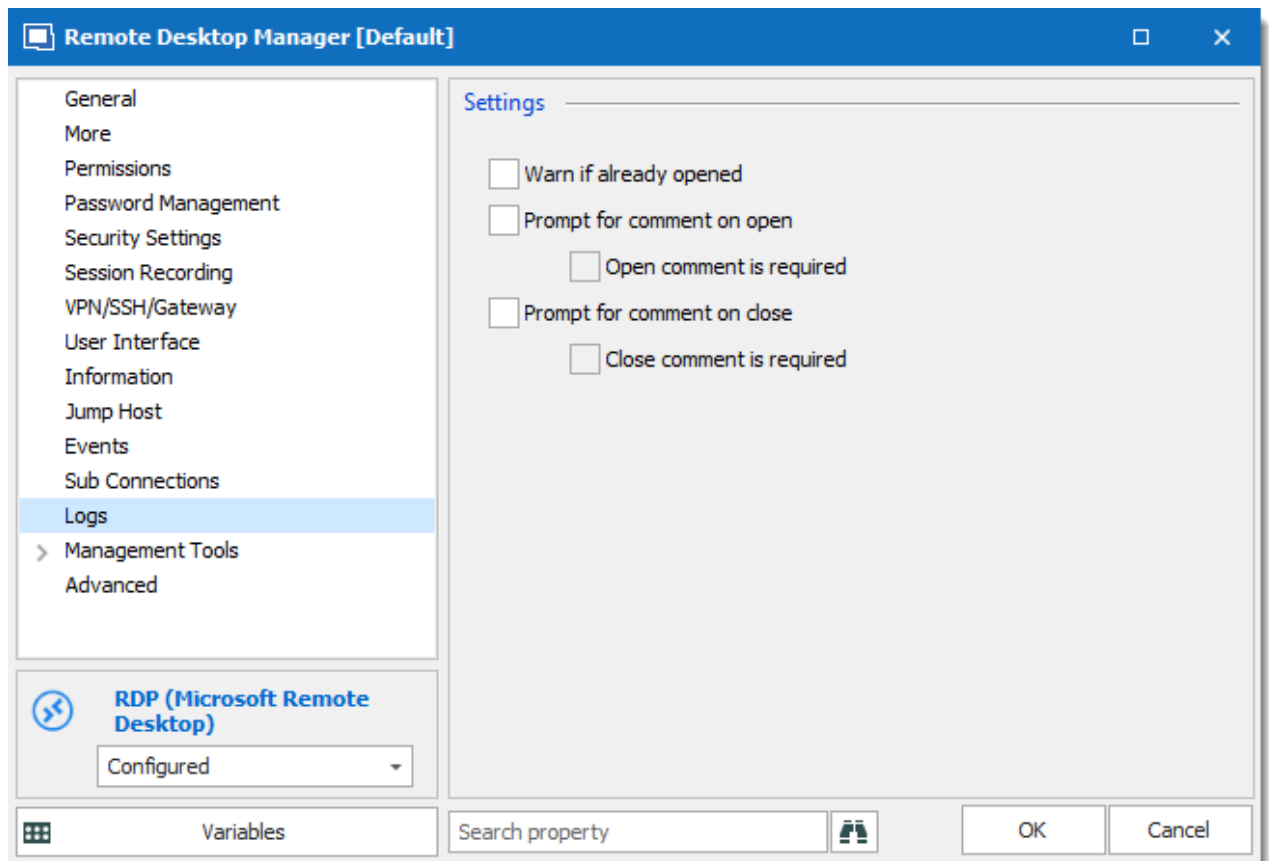 Remote Desktop Manager [Default]
General
More
Permissions
Password Management
Security Settings
Session Recording
VPN/SSH/Gateway
User Interface
Information
Jump Host
Events
Sub Connections
Logs
Management Tools
Advanced
RDP (Microsoft Remote
Desktop)
Configured
Variables
Settings
Warn if already opened
Prompt for comment on open
Open comment is required
Prompt for comment on close
Close comment is required
Search property
OK
Cancel